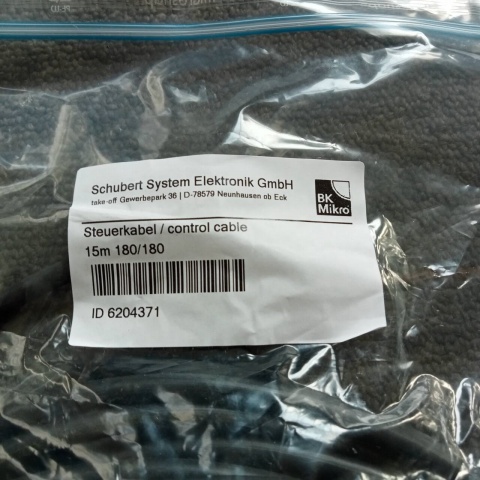 Schubert System Elektronik GmbH
take-off Gewerbepark 36 | D-78579 Neunhausen ob Eck
BK
Mikro
Steuerkabel / control cable
15m 180/180
ID 6204371